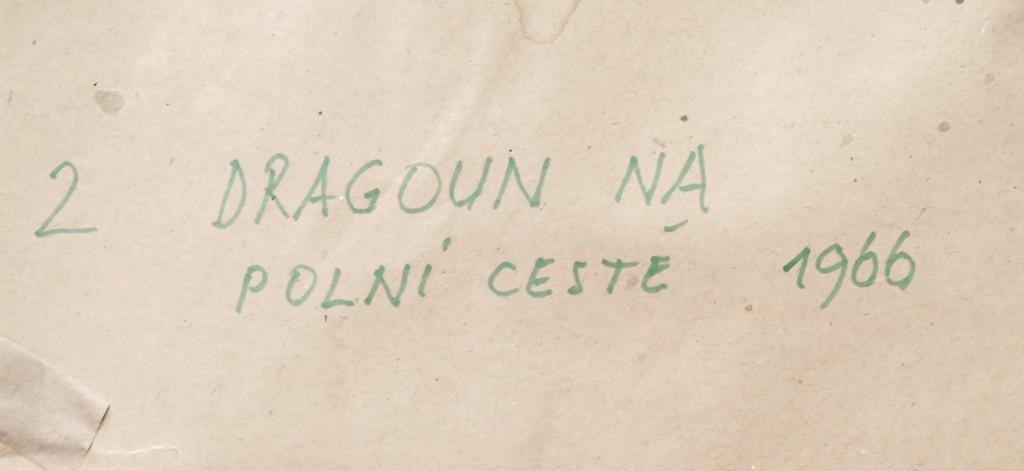 2 DRAGOUN NA
POLNÍ CESTĚ 1966